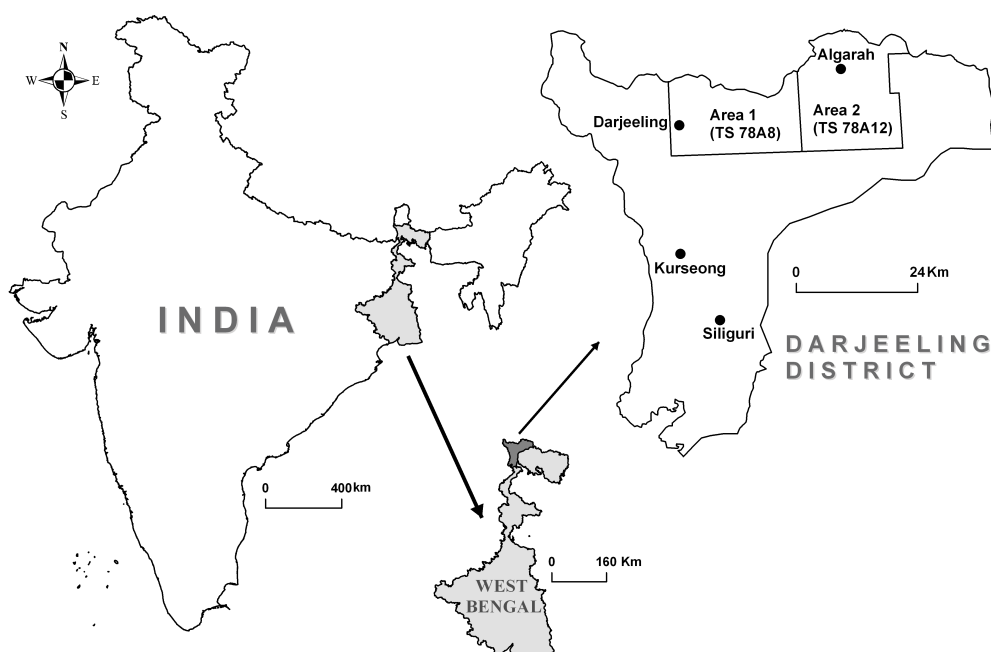 N
W E
S
INDIA
0 400km
Algarah
Darjeeling
Area 1
(TS 78A8)
Area 2
(TS 78A12)
Kurseong
0 24Km
Siliguri
DARJEELING
DISTRICT
0 160 Km
WEST
BENGAL